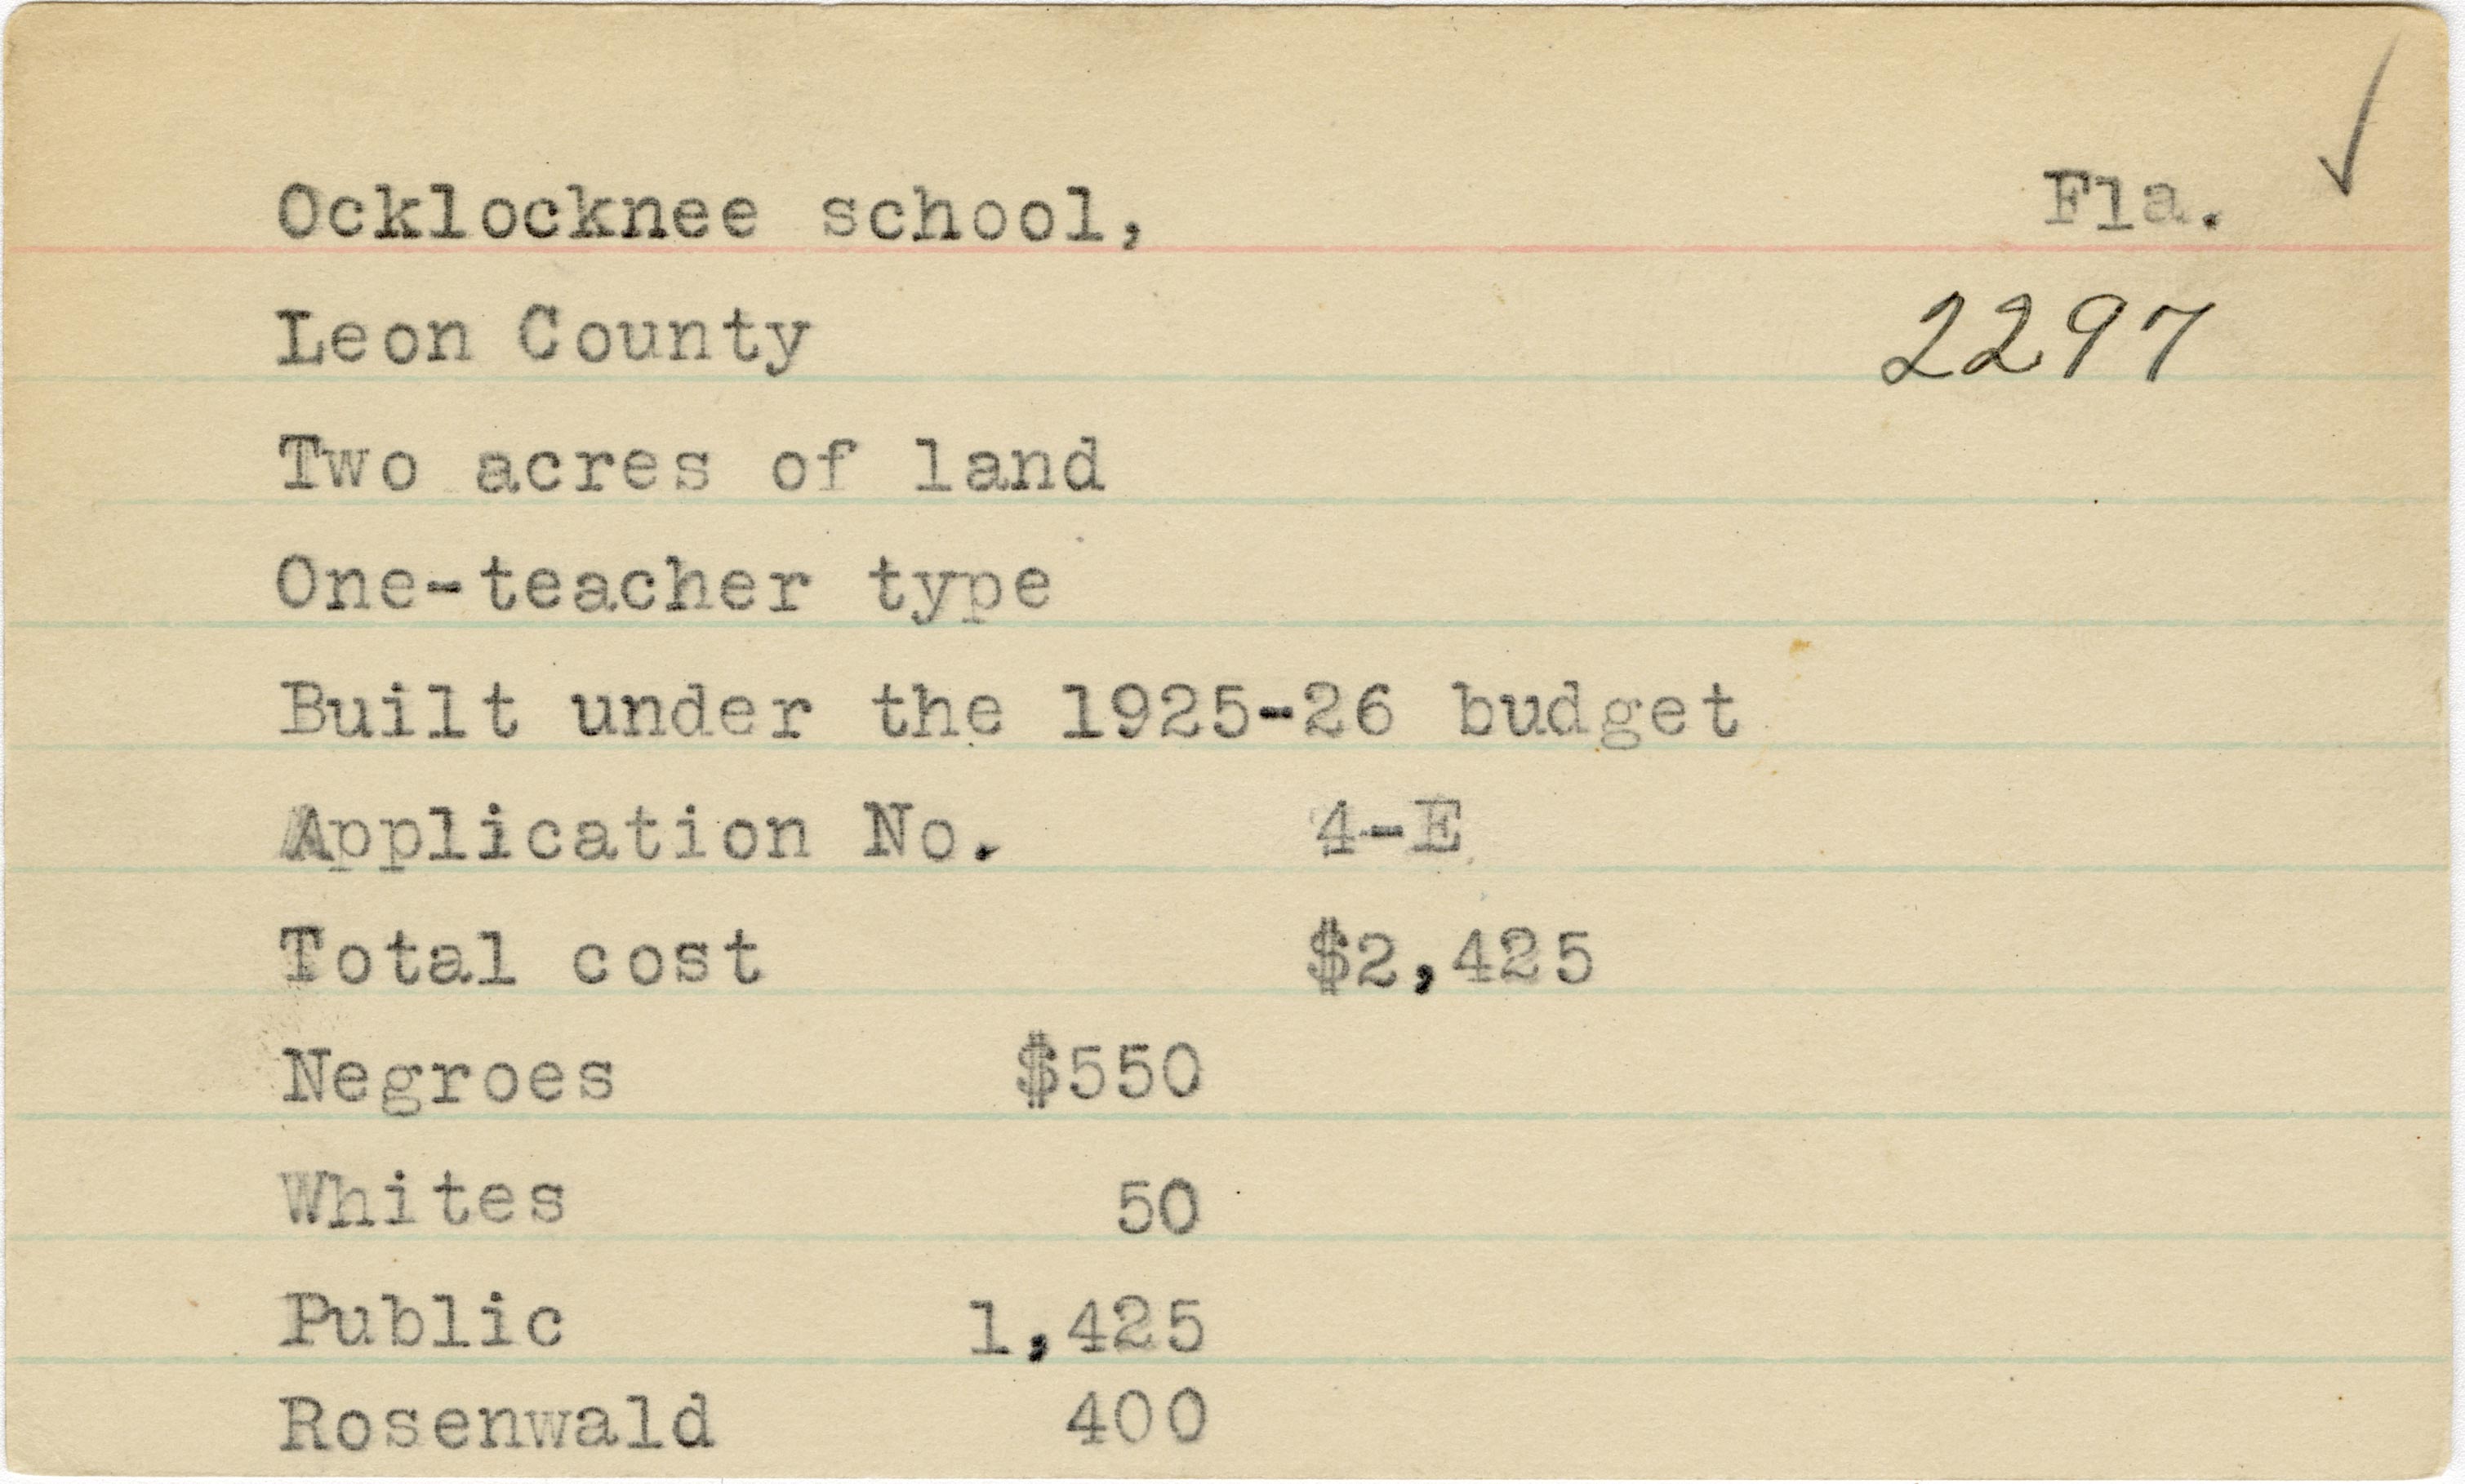 Ocklocknee school, Fla.
Leon County 2297
Two acres of land
One-teacher type
Built under the 1925-26 budget
Application No. 4-E
Total cost $2,425
Negroes $550
Whites 50
Public 1,425
Rosenwald 400